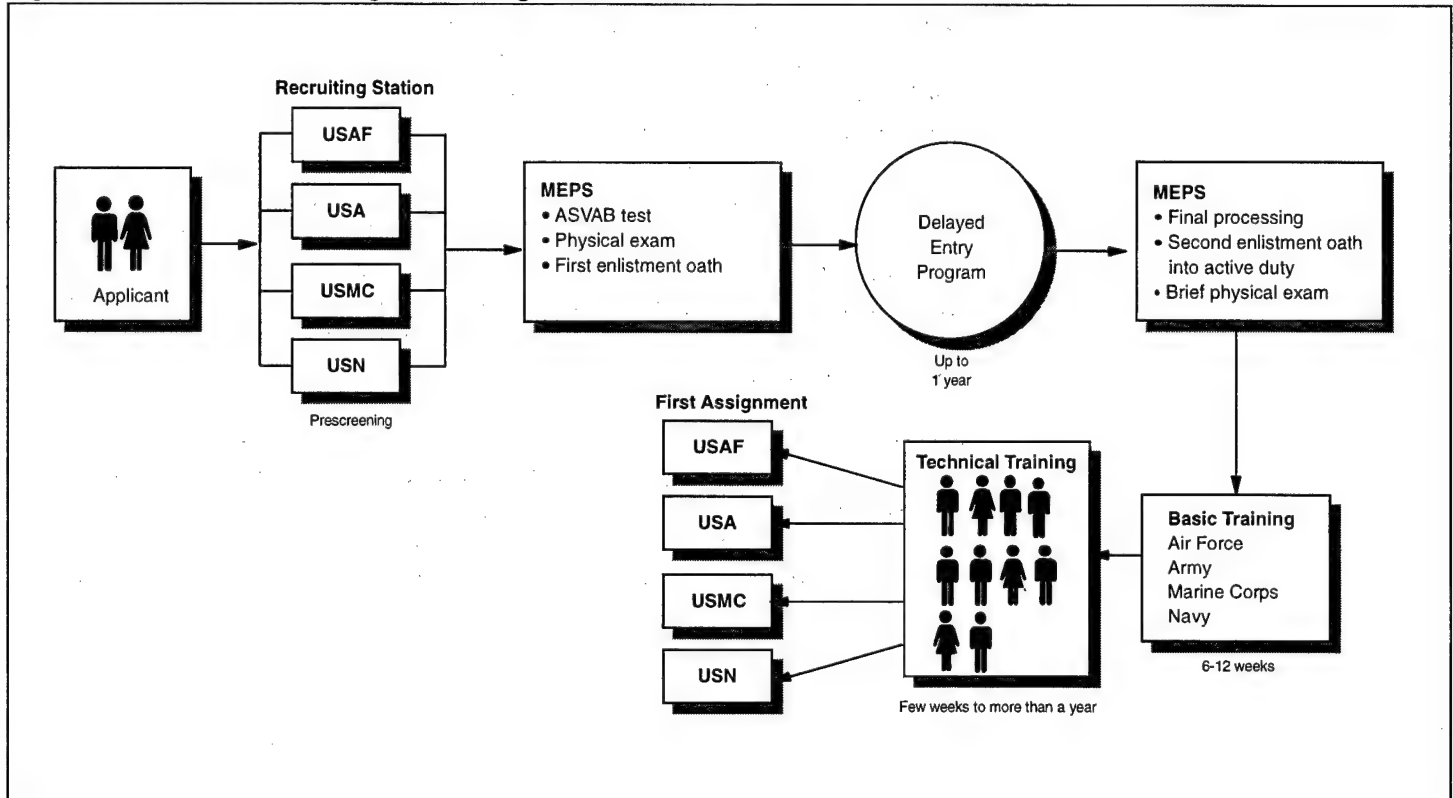 Recruiting Station
USAF
USA
USMC
USN
Prescreening
Applicant
MEPS
• ASVAB test
• Physical exam
• First enlistment oath
Delayed
Entry
Program
Up to
1 year
MEPS
• Final processing
• Second enlistment oath
into active duty
• Brief physical exam
Basic Training
Air Force
Army
Marine Corps
Navy
6-12 weeks
Technical Training
Few weeks to more than a year
First Assignment
USAF
USA
USMC
USN